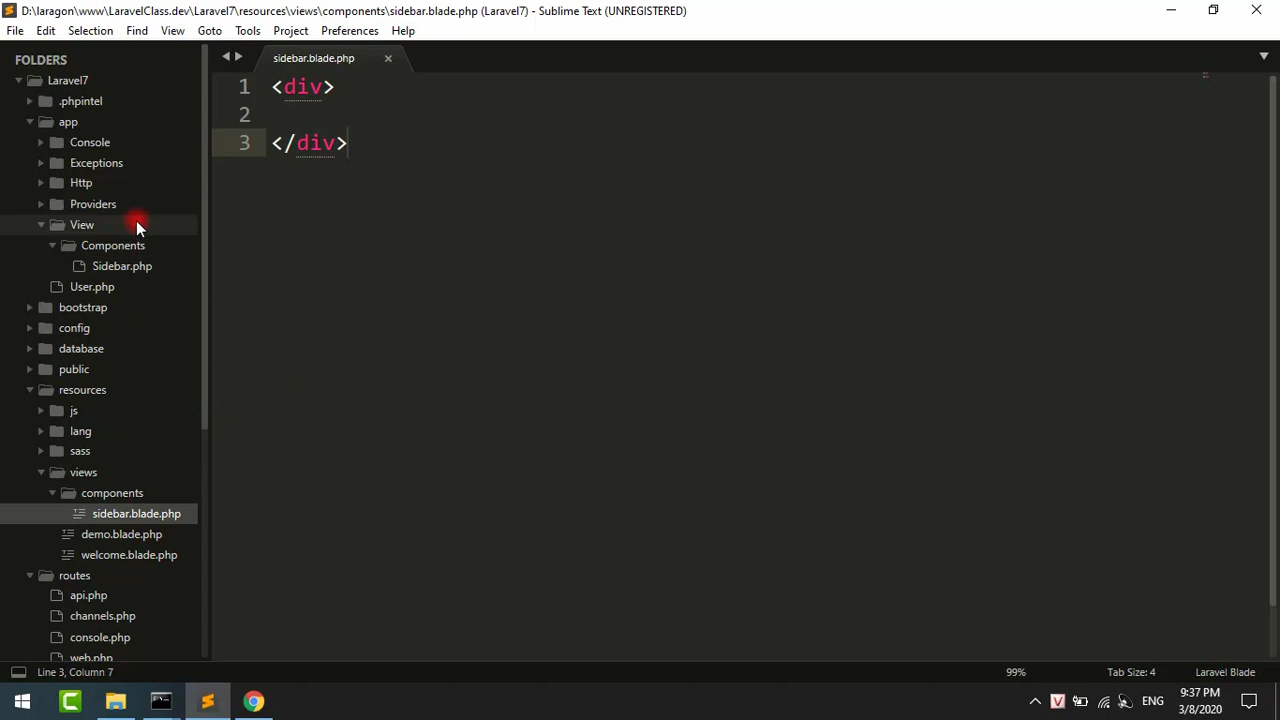 D:\laragon\www\LaravelClass.dev\Laravel7\resources\views\components\sidebar.blade.php (Laravel7) - Sublime Text (UNREGISTERED)
File Edit Selection Find View Goto Tools Project Preferences Help
FOLDERS
Laravel7
.phpintel
app
Console
Exceptions
Http
Providers
View
Components
Sidebar.php
User.php
bootstrap
config
database
public
resources
js
lang
sass
views
components
sidebar.blade.php
demo.blade.php
welcome.blade.php
routes
api.php
channels.php
console.php
web.php
sidebar.blade.php
1 <div>
2
3 </div>
Line 3, Column 7 99% Tab Size: 4 Laravel Blade
ENG
9:37 PM
3/8/2020